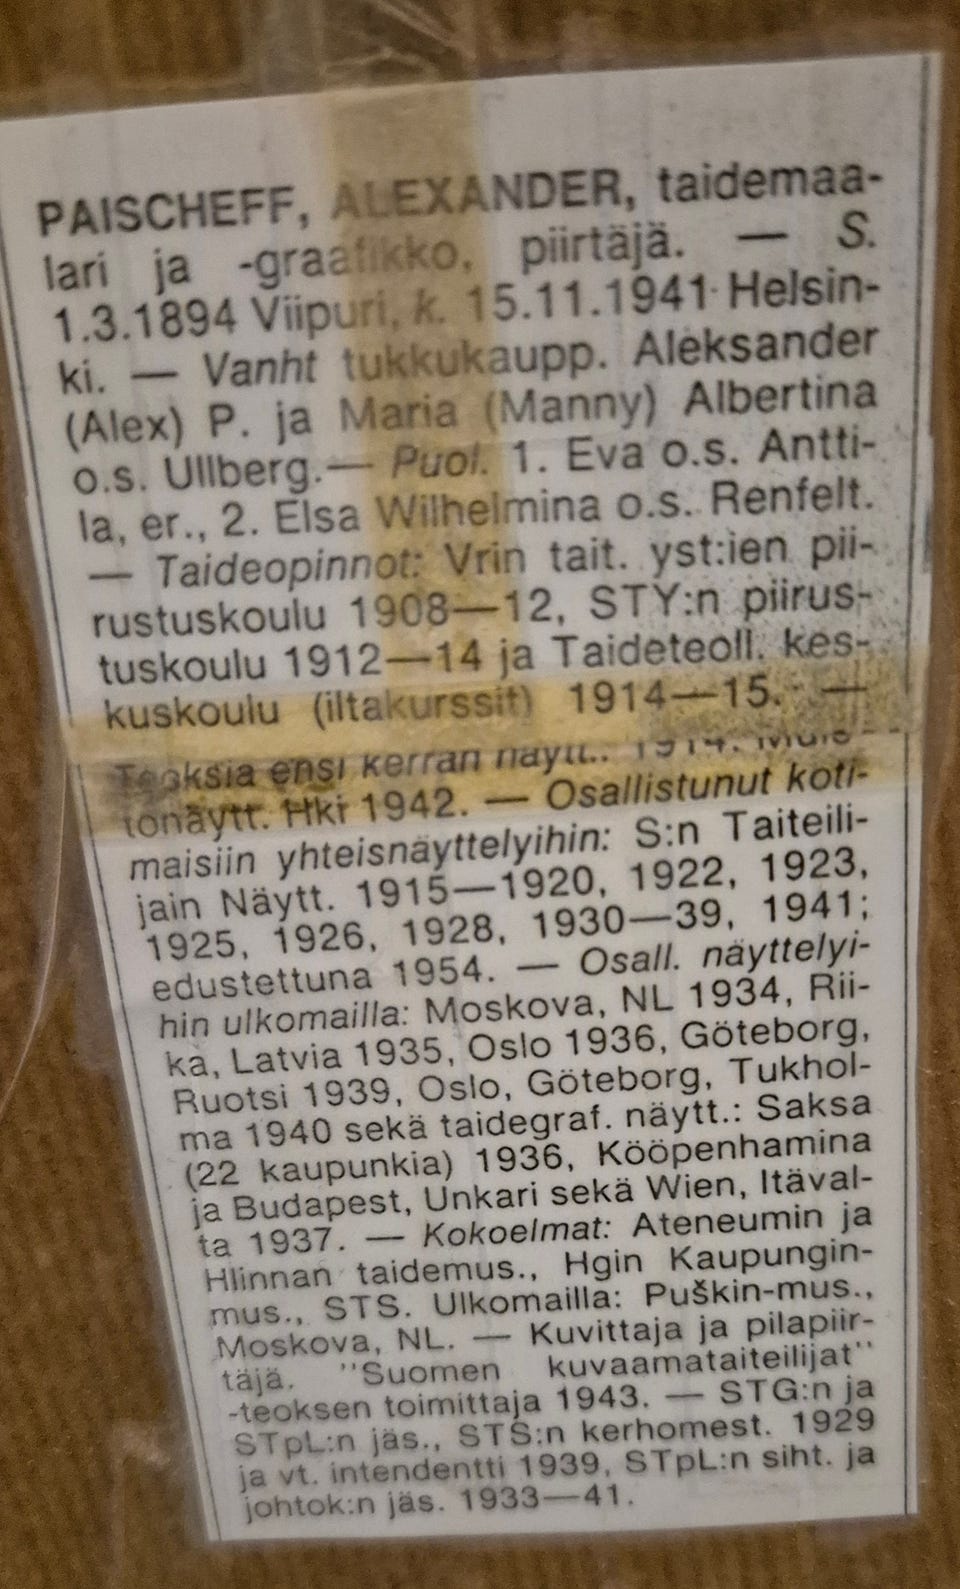 PAISCHEFF, ALEXANDER, taidemaa-
lari ja -graafikko, piirtäjä. — S.
1.3.1894 Viipuri, k. 15.11.1941 Helsin-
ki. — Vanht tukkukaupp. Aleksander
(Alex) P. ja Maria (Manny) Albertina
o.s. Ullberg. — Puol. 1. Eva o.s. Antti-
la, er., 2. Elsa Wilhelmina o.s. Renfelt.
— Taideopinnot: Vrin tait. yst:ien pii-
rustuskoulu 1908—12, STY:n piirus-
tuskoulu 1912—14 ja Taideteoll. kes-
kuskoulu (iltakurssit) 1914—15. —
Teoksia ensi kerran näytt.: 1914. Muis-
tonäytt. Hki 1942. — Osallistunut koti-
maisiin yhteisnäyttelyihin: S:n Taiteili-
jain Näytt. 1915—1920, 1922, 1923,
1925, 1926, 1928, 1930—39, 1941;
edustettuna 1954. — Osall. näyttelyi-
hin ulkomailla: Moskova, NL 1934, Rii-
ka, Latvia 1935, Oslo 1936, Göteborg,
Ruotsi 1939, Oslo, Göteborg, Tukhol-
ma 1940 sekä taidegraf. näytt.: Saksa
(22 kaupunkia) 1936, Kööpenhamina
ja Budapest, Unkari sekä Wien, Itäval-
ta 1937. — Kokoelmat: Ateneumin ja
Hlinnan taidemus., Hgin Kaupungin-
mus., STS. Ulkomailla: Puškin-mus.,
Moskova, NL. — Kuvittaja ja pilapiir-
täjä. "Suomen kuvaamataiteilijat"
-teoksen toimittaja 1943. — STG:n ja
STpL:n jäs., STS:n kerhomest. 1929
ja vt. intendentti 1939, STpL:n siht. ja
johtok:n jäs. 1933—41.